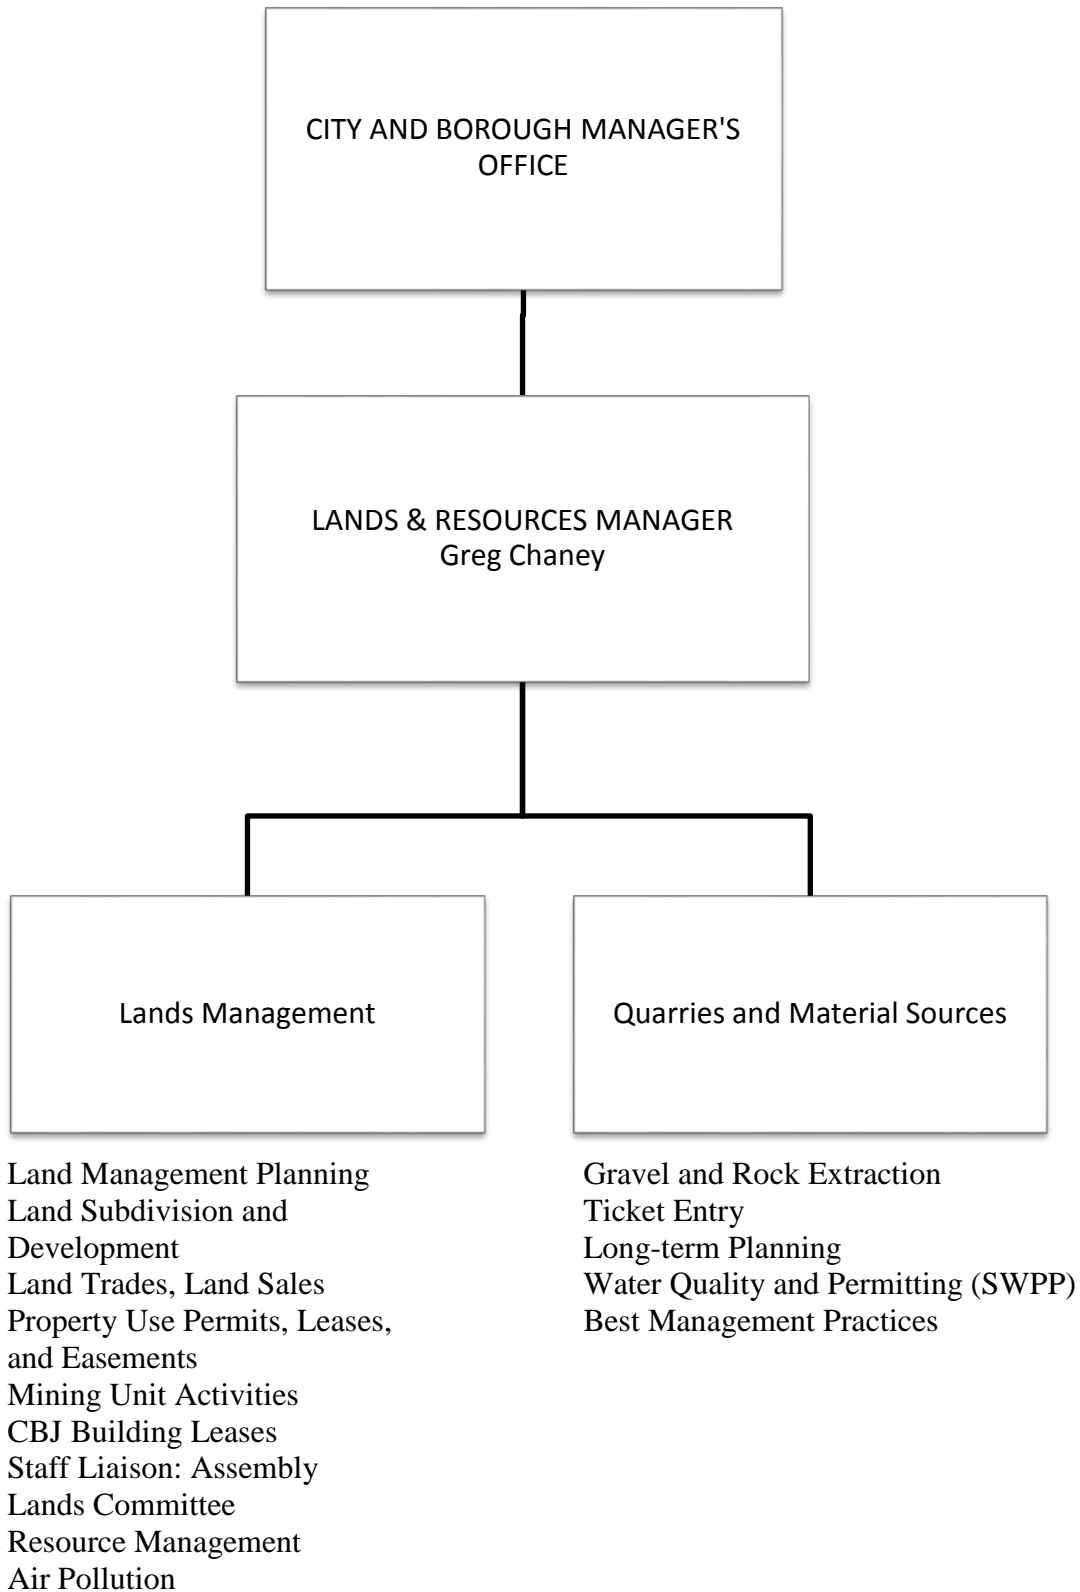 CITY AND BOROUGH MANAGER'S
OFFICE
LANDS & RESOURCES MANAGER
Greg Chaney
Lands Management
Quarries and Material Sources
Land Management Planning
Land Subdivision and
Development
Land Trades, Land Sales
Property Use Permits, Leases,
and Easements
Mining Unit Activities
CBJ Building Leases
Staff Liaison: Assembly
Lands Committee
Resource Management
Air Pollution
Gravel and Rock Extraction
Ticket Entry
Long-term Planning
Water Quality and Permitting (SWPP)
Best Management Practices